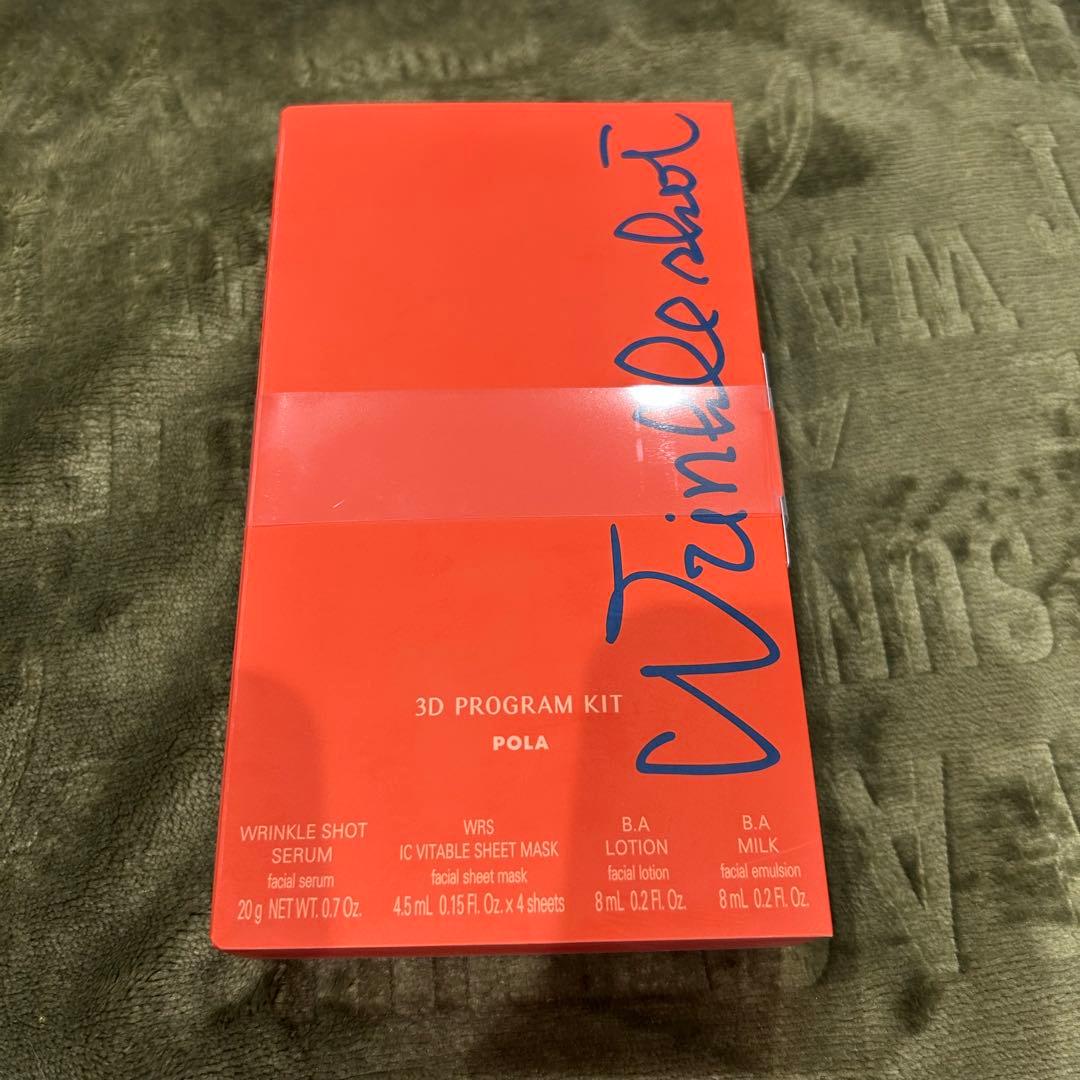 Wrinkle shot
3D PROGRAM KIT
POLA
WRINKLE SHOT
SERUM
facial serum
20 g NET WT. 0.7 Oz.
WRS
IC VITABLE SHEET MASK
facial sheet mask
4.5 mL 0.15 Fl. Oz. x 4 sheets
B.A
LOTION
facial lotion
8 mL 0.2 Fl. Oz.
B.A
MILK
facial emulsion
8 mL 0.2 Fl. Oz.